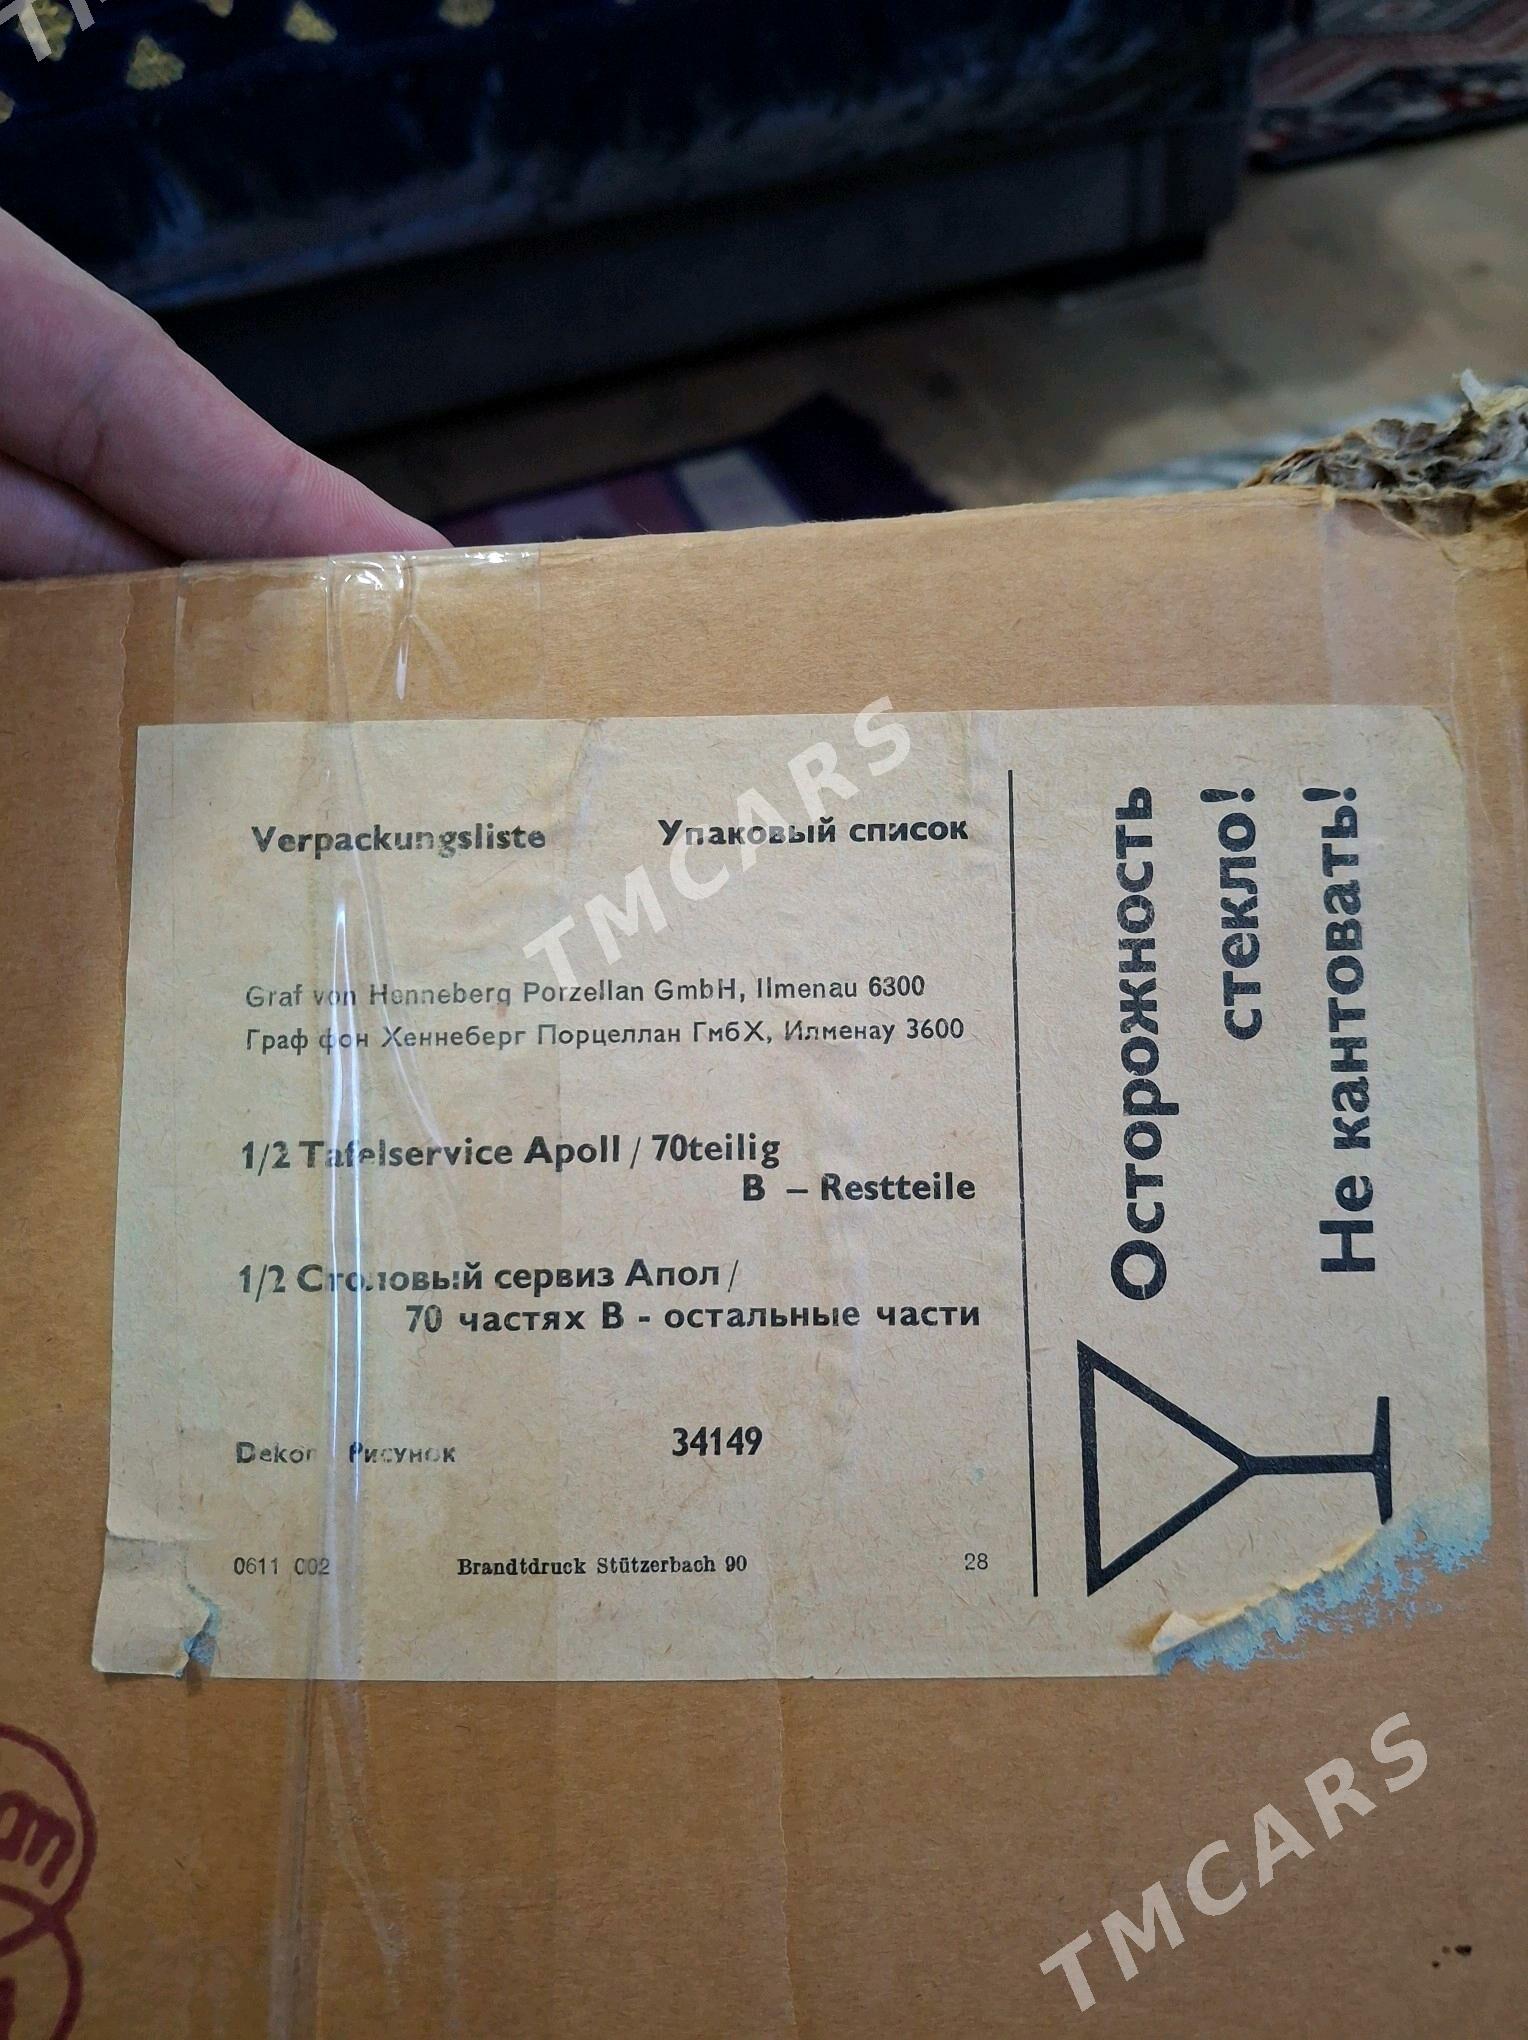 Verpackungsliste Упаковый список
Graf von Henneberg Porzellan GmbH, Ilmenau 6300
Граф фон Хеннеберг Порцеллан ГмбХ, Илменау 3600
1/2 Tafelservice Apoll / 70teilig
B – Restteile
1/2 Столовый сервиз Апол /
70 частях В - остальные части
Dekor Рисунок 34149
0611 002 Brandtdruck Stützerbach 90 28
Осторожность
стекло!
Не кантовать!
TMCARS
TMCARS